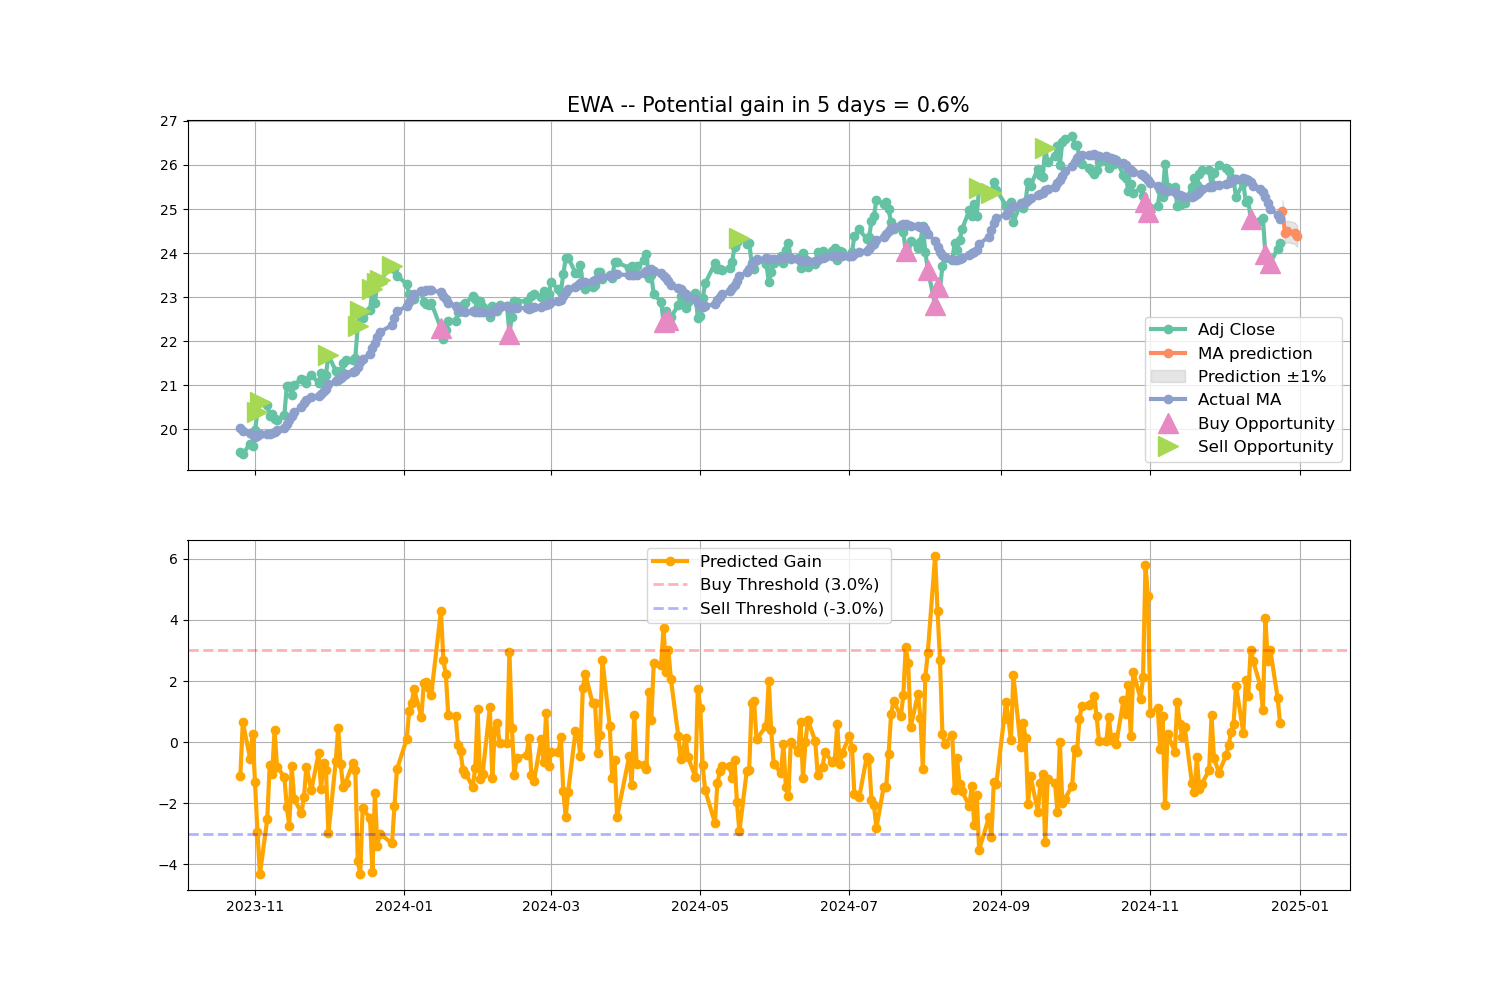 EWA -- Potential gain in 5 days = 0.6%
27
26
25
24
23
22
21
20
Adj Close
MA prediction
Prediction ±1%
Actual MA
Buy Opportunity
Sell Opportunity
6
4
2
0
−2
−4
Predicted Gain
Buy Threshold (3.0%)
Sell Threshold (-3.0%)
2023-11
2024-01
2024-03
2024-05
2024-07
2024-09
2024-11
2025-01